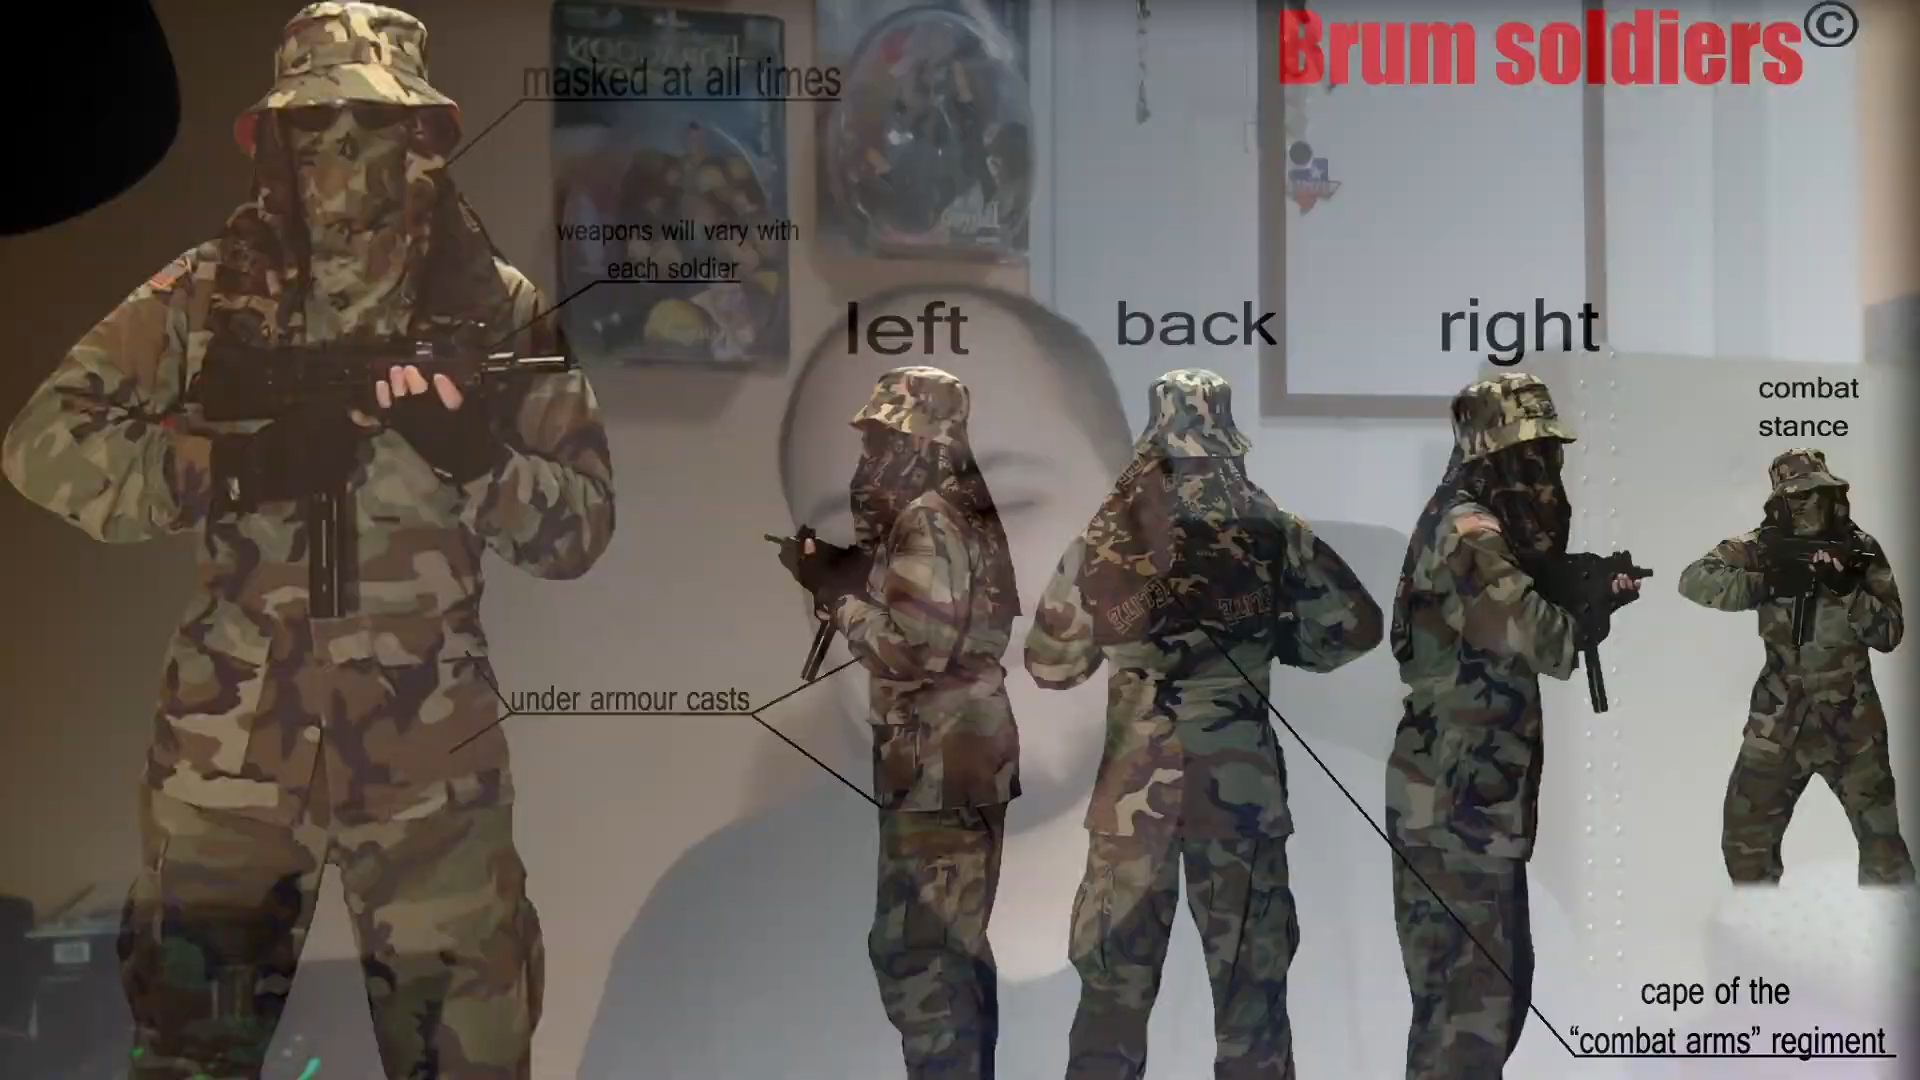 Brum soldiers©
masked at all times
weapons will vary with
each soldier
left
back
right
combat
stance
under armour casts
cape of the
“combat arms” regiment